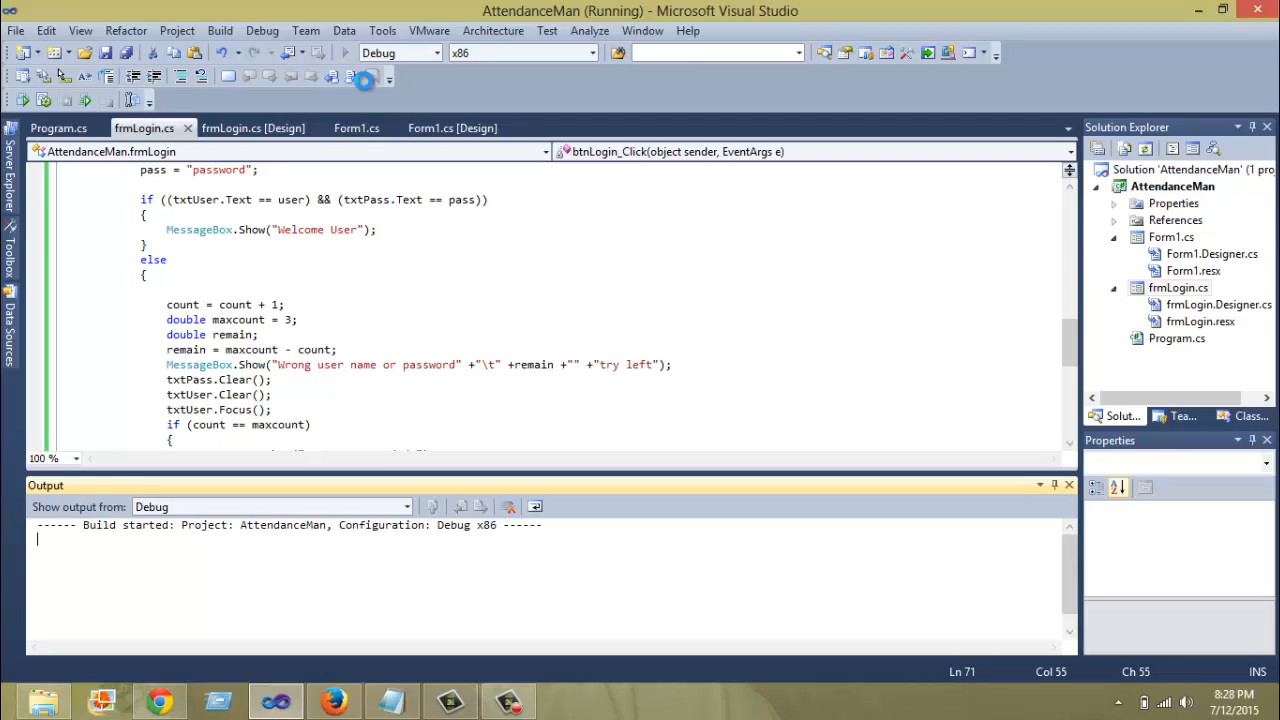 AttendanceMan (Running) - Microsoft Visual Studio
File Edit View Refactor Project Build Debug Team Data Tools VMware Architecture Test Analyze Window Help
Debug x86
Program.cs frmLogin.cs frmLogin.cs [Design] Form1.cs Form1.cs [Design]
AttendanceMan.frmLogin btnLogin_Click(object sender, EventArgs e)
pass = "password";
if ((txtUser.Text == user) && (txtPass.Text == pass))
{
MessageBox.Show("Welcome User");
}
else
{
count = count + 1;
double maxcount = 3;
double remain;
remain = maxcount - count;
MessageBox.Show("Wrong user name or password" +"\t" +remain +"" +"try left");
txtPass.Clear();
txtUser.Clear();
txtUser.Focus();
if (count == maxcount)
{
100 %
Output
Show output from: Debug
------ Build started: Project: AttendanceMan, Configuration: Debug x86 ------
Server Explorer
Toolbox
Data Sources
Solution Explorer
Solution 'AttendanceMan' (1 proj
AttendanceMan
Properties
References
Form1.cs
Form1.Designer.cs
Form1.resx
frmLogin.cs
frmLogin.Designer.cs
frmLogin.resx
Program.cs
Solut... Tea... Class...
Properties
Ln 71 Col 55 Ch 55 INS
8:28 PM
7/12/2015